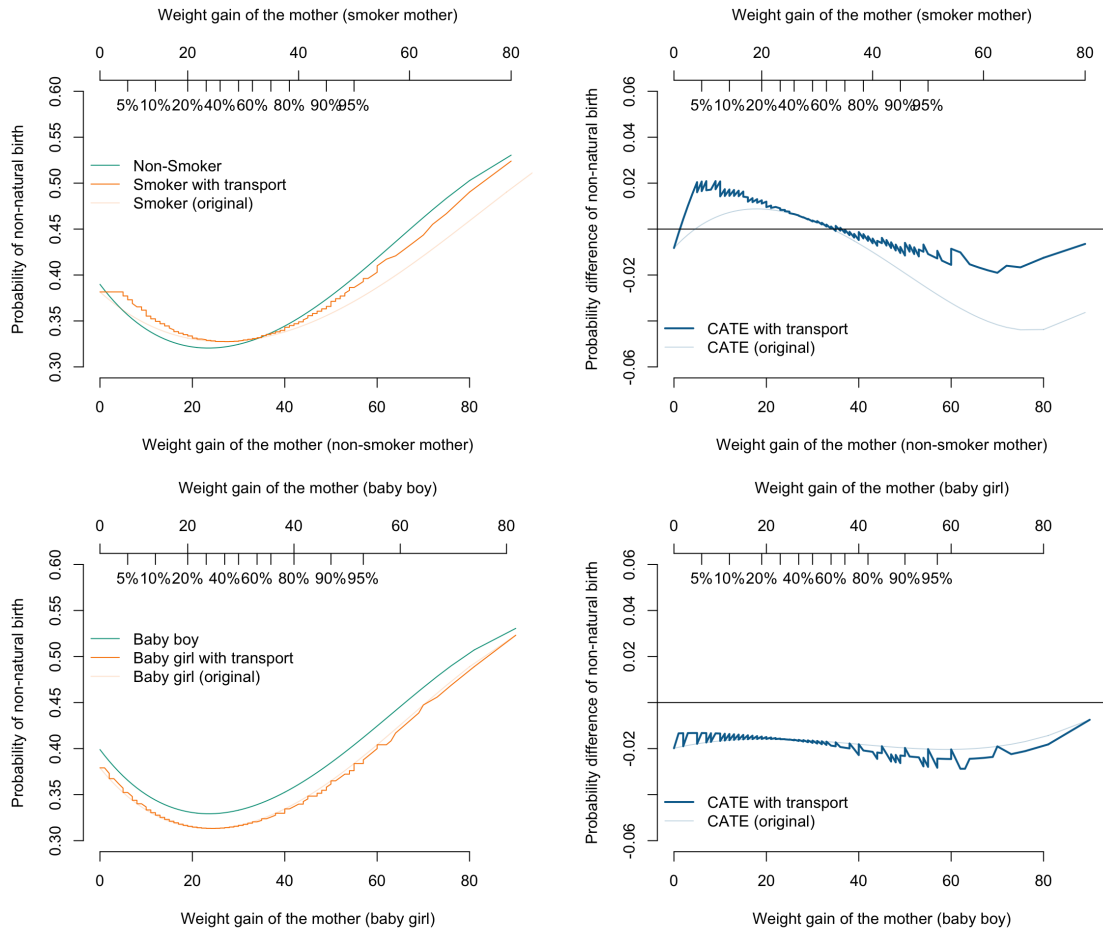 Weight gain of the mother (smoker mother)
0 20 40 60 80
5% 10% 20% 40% 60% 80% 90% 95%
Probability of non-natural birth
0.60
0.55
0.50
0.45
0.40
0.35
0.30
Non-Smoker
Smoker with transport
Smoker (original)
0 20 40 60 80
Weight gain of the mother (non-smoker mother)
Weight gain of the mother (smoker mother)
0 20 40 60 80
5% 10% 20% 40% 60% 80% 90% 95%
Probability difference of non-natural birth
0.06
0.04
0.02
-0.02
-0.06
CATE with transport
CATE (original)
0 20 40 60 80
Weight gain of the mother (non-smoker mother)
Weight gain of the mother (baby boy)
0 20 40 60 80
5% 10% 20% 40% 60% 80% 90% 95%
Probability of non-natural birth
0.60
0.55
0.50
0.45
0.40
0.35
0.30
Baby boy
Baby girl with transport
Baby girl (original)
0 20 40 60 80
Weight gain of the mother (baby girl)
Weight gain of the mother (baby girl)
0 20 40 60 80
5% 10% 20% 40% 60% 80% 90% 95%
Probability difference of non-natural birth
0.06
0.04
0.02
-0.02
-0.06
CATE with transport
CATE (original)
0 20 40 60 80
Weight gain of the mother (baby boy)